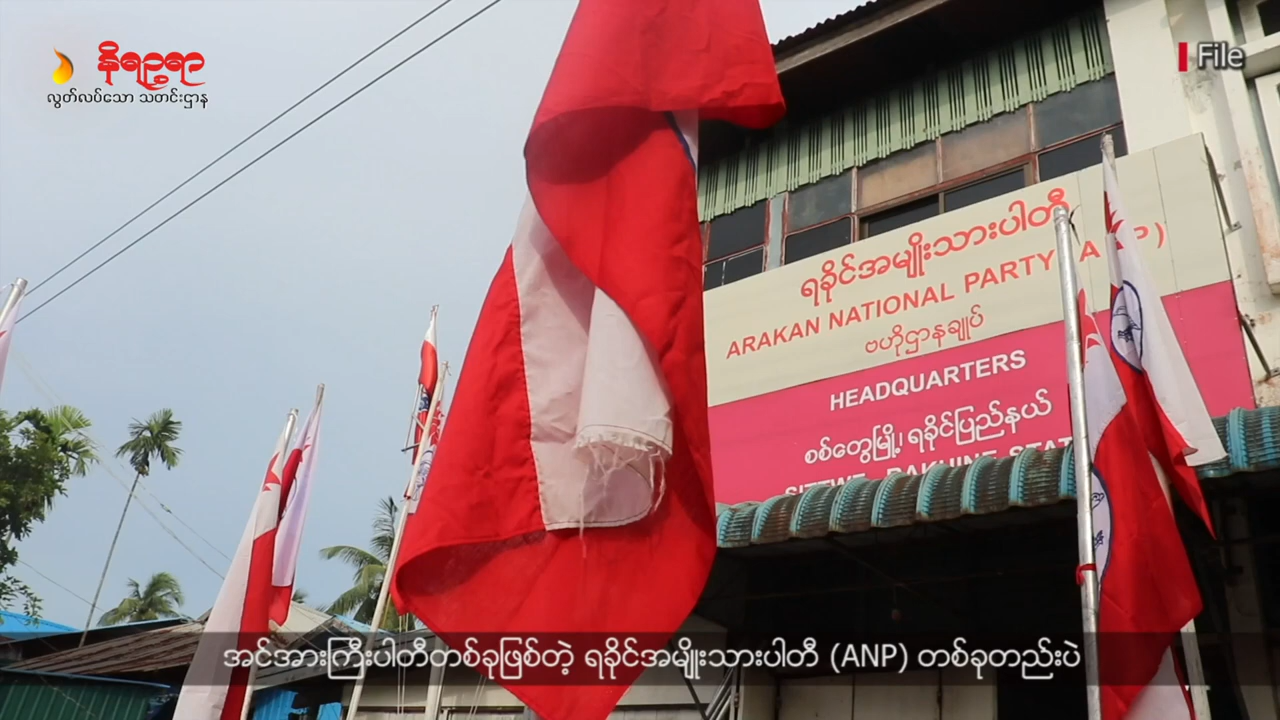 နိရဉ္စရာ
လွတ်လပ်သော သတင်းဌာန
File
ရခိုင်အမျိုးသားပါတီ
ARAKAN NATIONAL PARTY (A P)
ဗဟိုဌာနချုပ်
HEADQUARTERS
စစ်တွေမြို့၊ ရခိုင်ပြည်နယ်
SITTWE, RAKHINE STAT
အင်အားကြီးပါတီတစ်ခုဖြစ်တဲ့ ရခိုင်အမျိုးသားပါတီ (ANP) တစ်ခုတည်းပဲ